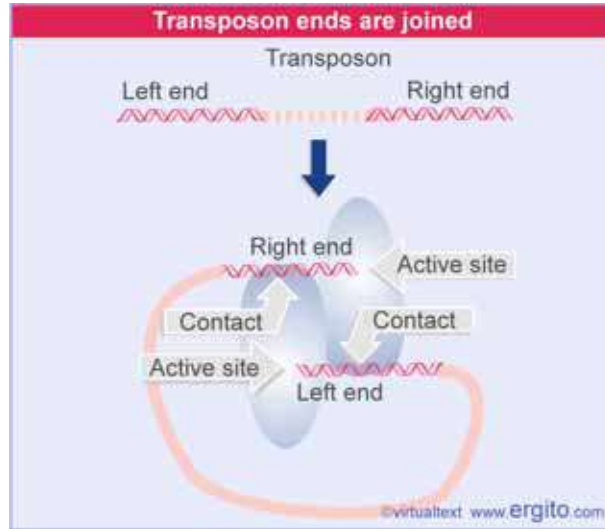 Transposon ends are joined
Transposon
Left end
Right end
Right end
Active site
Contact
Contact
Active site
Left end
©virtualtext www.ergito.com